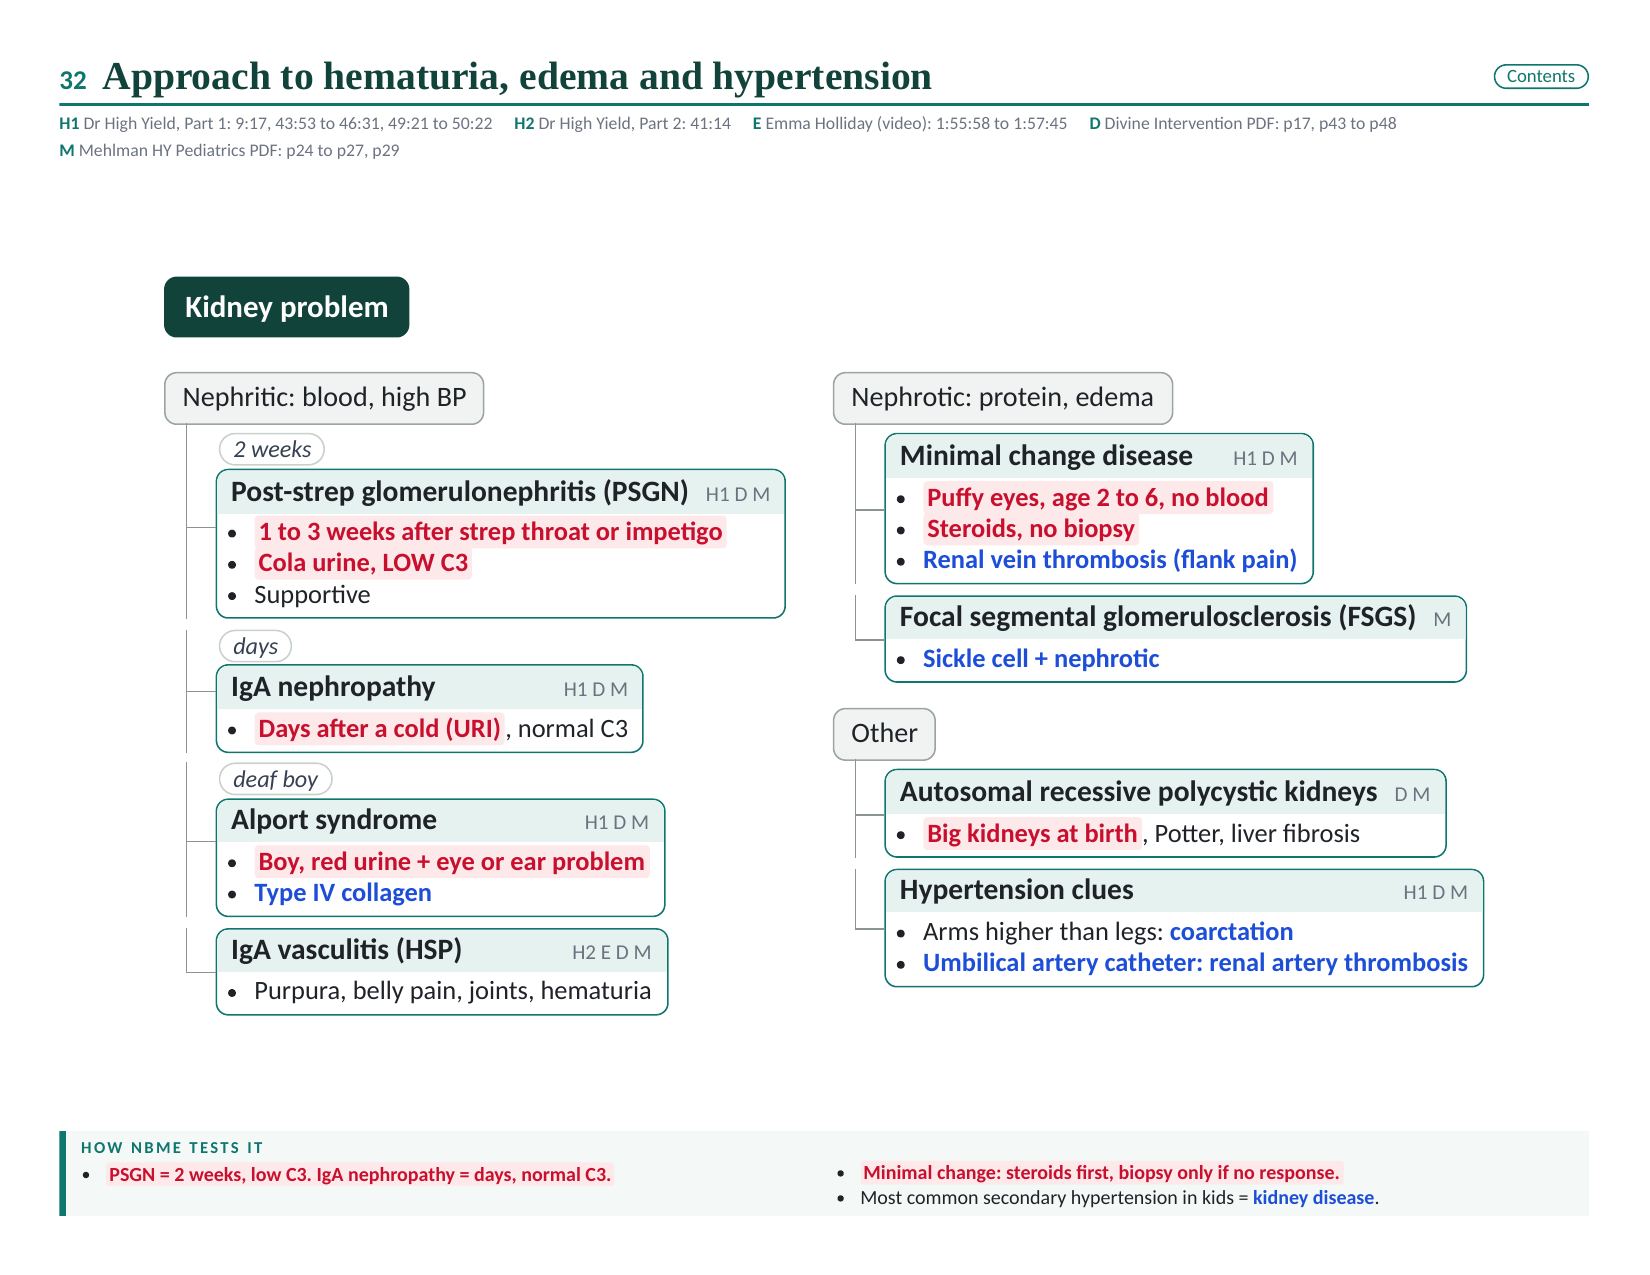 32 Approach to hematuria, edema and hypertension
Contents
H1 Dr High Yield, Part 1: 9:17, 43:53 to 46:31, 49:21 to 50:22 H2 Dr High Yield, Part 2: 41:14 E Emma Holliday (video): 1:55:58 to 1:57:45 D Divine Intervention PDF: p17, p43 to p48
M Mehlman HY Pediatrics PDF: p24 to p27, p29
Kidney problem
Nephritic: blood, high BP
2 weeks
Post-strep glomerulonephritis (PSGN) H1 D M
• 1 to 3 weeks after strep throat or impetigo
• Cola urine, LOW C3
• Supportive
days
IgA nephropathy H1 D M
• Days after a cold (URI), normal C3
deaf boy
Alport syndrome H1 D M
• Boy, red urine + eye or ear problem
• Type IV collagen
IgA vasculitis (HSP) H2 E D M
• Purpura, belly pain, joints, hematuria
Nephrotic: protein, edema
Minimal change disease H1 D M
• Puffy eyes, age 2 to 6, no blood
• Steroids, no biopsy
• Renal vein thrombosis (flank pain)
Focal segmental glomerulosclerosis (FSGS) M
• Sickle cell + nephrotic
Other
Autosomal recessive polycystic kidneys D M
• Big kidneys at birth, Potter, liver fibrosis
Hypertension clues H1 D M
• Arms higher than legs: coarctation
• Umbilical artery catheter: renal artery thrombosis
HOW NBME TESTS IT
• PSGN = 2 weeks, low C3. IgA nephropathy = days, normal C3.
• Minimal change: steroids first, biopsy only if no response.
• Most common secondary hypertension in kids = kidney disease.